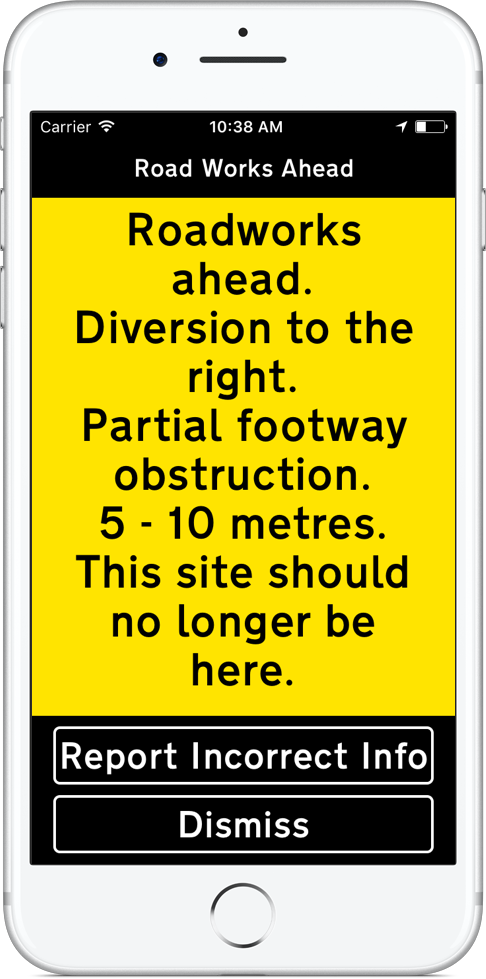 Carrier 10:38 AM
Road Works Ahead
Roadworks
ahead.
Diversion to the
right.
Partial footway
obstruction.
5 - 10 metres.
This site should
no longer be
here.
Report Incorrect Info
Dismiss